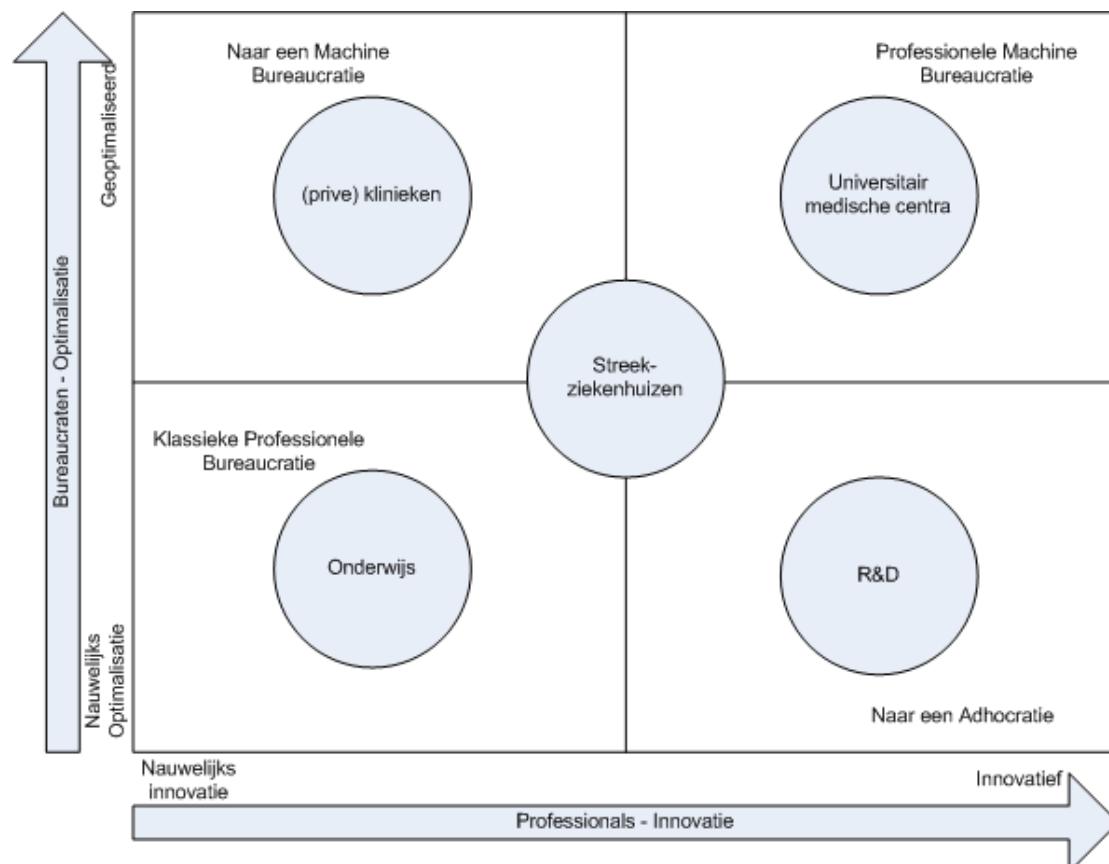 Naar een Machine
Bureaucratie
Professionele Machine
Bureaucratie
Geoptimaliseerd
(prive) klinieken
Universitair
medische centra
Bureaucraten - Optimalisatie
Streek-
ziekenhuizen
Klassieke Professionele
Bureaucratie
Onderwijs
R&D
Nauwelijks
Optimalisatie
Naar een Adhocratie
Nauwelijks
innovatie
Innovatief
Professionals - Innovatie